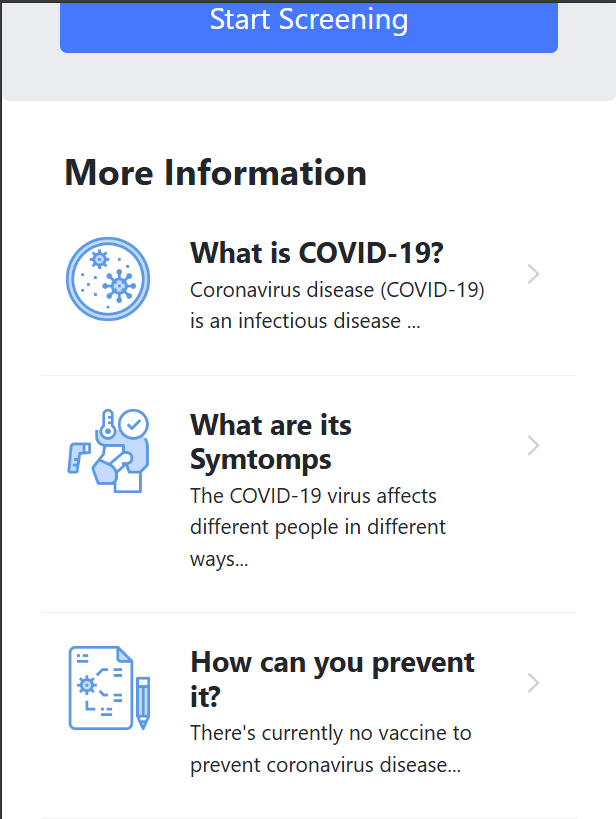 Start Screening
More Information
What is COVID-19?
Coronavirus disease (COVID-19)
is an infectious disease ...
What are its
Symtomps
The COVID-19 virus affects
different people in different
ways...
How can you prevent
it?
There's currently no vaccine to
prevent coronavirus disease...